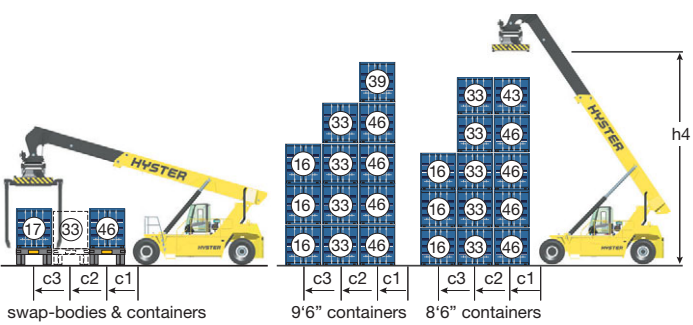 39
33 43
h4
HYSTER
33 46
33 46
HYSTER
16 33 46
16 33 46
17 33 46
16 33 46
16 33 46
HYSTER
16 33 46
16 33 46
HYSTER
c3 c2 c1
c3 c2 c1
c3 c2 c1
swap-bodies & containers
9‘6” containers
8‘6” containers